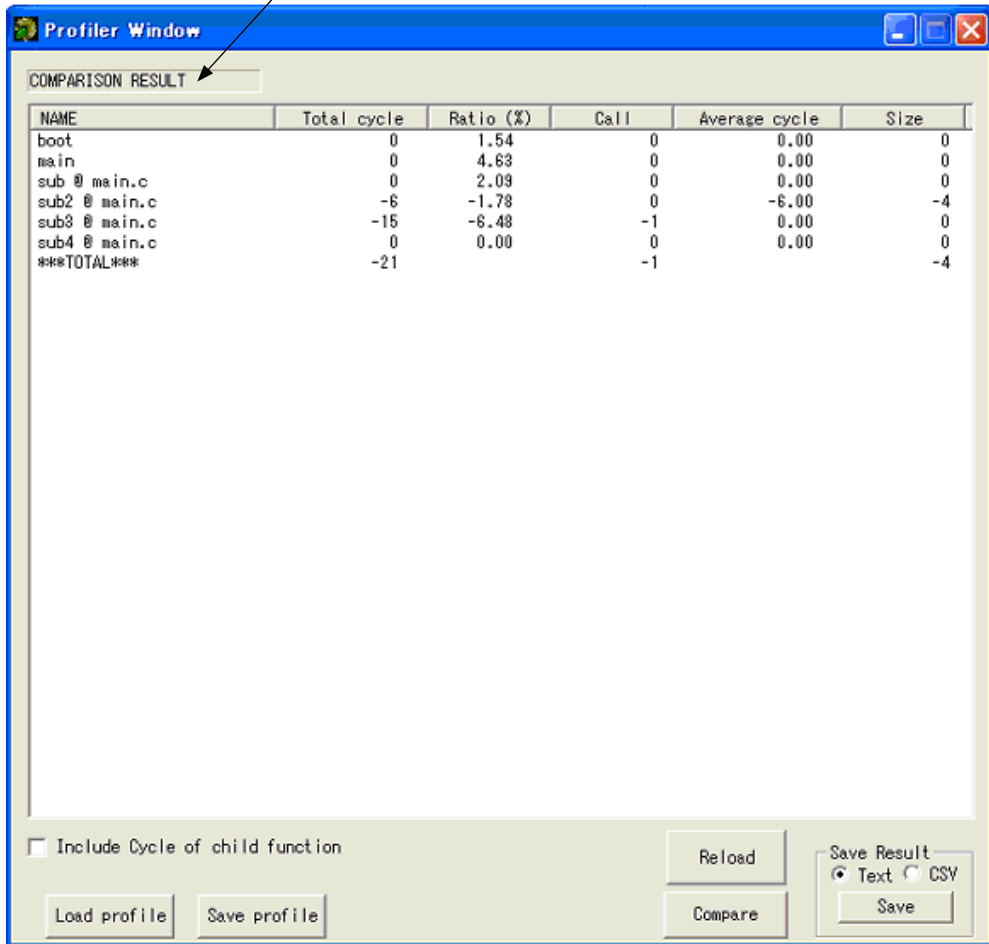 Profiler Window
COMPARISON RESULT
NAME Total cycle Ratio (%) Call Average cycle Size
boot 0 1.54 0 0.00 0
main 0 4.63 0 0.00 0
sub @ main.c 0 2.09 0 0.00 0
sub2 @ main.c -6 -1.78 0 -6.00 -4
sub3 @ main.c -15 -6.48 -1 0.00 0
sub4 @ main.c 0 0.00 0 0.00 0
***TOTAL*** -21 -1 -4
Include Cycle of child function
Reload
Save Result
Text CSV
Load profile Save profile Compare Save